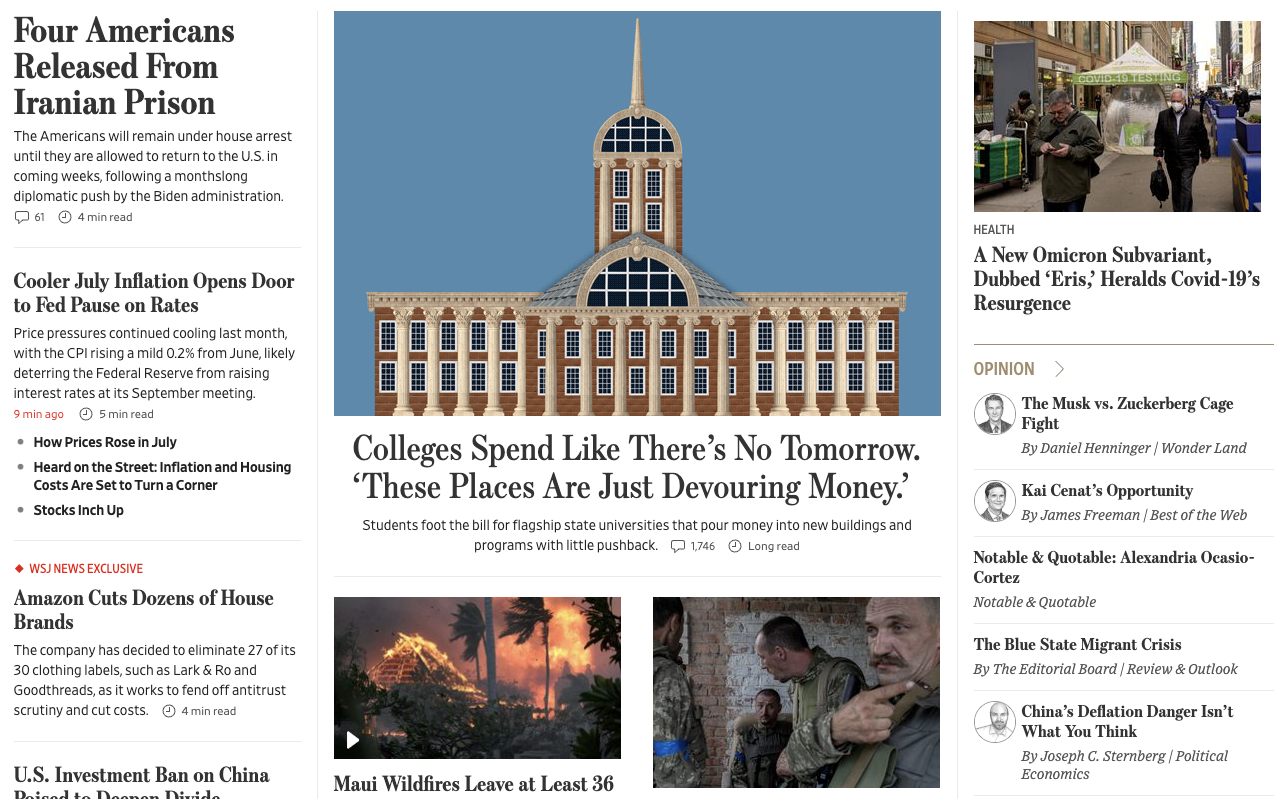 Four Americans
Released From
Iranian Prison
The Americans will remain under house arrest
until they are allowed to return to the U.S. in
coming weeks, following a monthslong
diplomatic push by the Biden administration.
61 4 min read
Cooler July Inflation Opens Door
to Fed Pause on Rates
Price pressures continued cooling last month,
with the CPI rising a mild 0.2% from June, likely
deterring the Federal Reserve from raising
interest rates at its September meeting.
9 min ago 5 min read
How Prices Rose in July
Heard on the Street: Inflation and Housing
Costs Are Set to Turn a Corner
Stocks Inch Up
WSJ NEWS EXCLUSIVE
Amazon Cuts Dozens of House
Brands
The company has decided to eliminate 27 of its
30 clothing labels, such as Lark & Ro and
Goodthreads, as it works to fend off antitrust
scrutiny and cut costs. 4 min read
U.S. Investment Ban on China
Poised to Deepen Divide
Colleges Spend Like There’s No Tomorrow.
‘These Places Are Just Devouring Money.’
Students foot the bill for flagship state universities that pour money into new buildings and
programs with little pushback. 1,746 Long read
Maui Wildfires Leave at Least 36
COVID-19 TESTING
HEALTH
A New Omicron Subvariant,
Dubbed ‘Eris,’ Heralds Covid-19’s
Resurgence
OPINION
The Musk vs. Zuckerberg Cage
Fight
By Daniel Henninger | Wonder Land
Kai Cenat’s Opportunity
By James Freeman | Best of the Web
Notable & Quotable: Alexandria Ocasio-
Cortez
Notable & Quotable
The Blue State Migrant Crisis
By The Editorial Board | Review & Outlook
China’s Deflation Danger Isn’t
What You Think
By Joseph C. Sternberg | Political
Economics